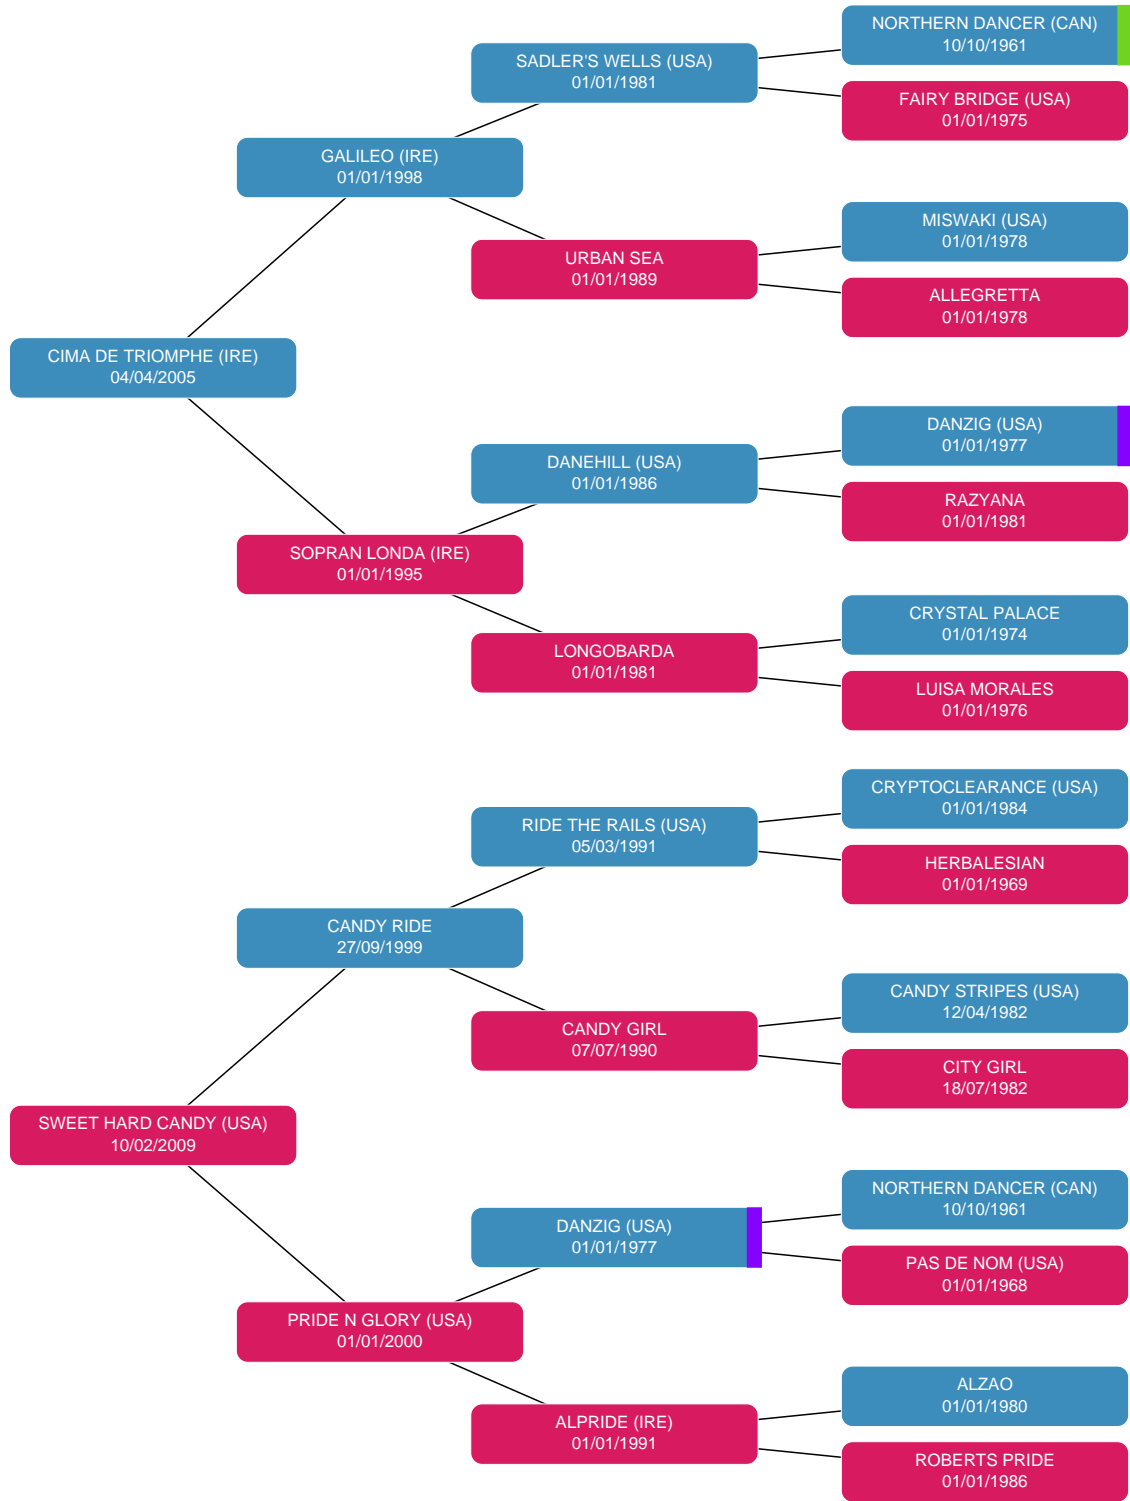 NORTHERN DANCER (CAN)
10/10/1961
SADLER'S WELLS (USA)
01/01/1981
FAIRY BRIDGE (USA)
01/01/1975
GALILEO (IRE)
01/01/1998
MISWAKI (USA)
01/01/1978
URBAN SEA
01/01/1989
ALLEGRETTA
01/01/1978
CIMA DE TRIOMPHE (IRE)
04/04/2005
DANZIG (USA)
01/01/1977
DANEHILL (USA)
01/01/1986
RAZYANA
01/01/1981
SOPRAN LONDA (IRE)
01/01/1995
CRYSTAL PALACE
01/01/1974
LONGOBARDA
01/01/1981
LUISA MORALES
01/01/1976
CRYPTOCLEARANCE (USA)
01/01/1984
RIDE THE RAILS (USA)
05/03/1991
HERBALESIAN
01/01/1969
CANDY RIDE
27/09/1999
CANDY STRIPES (USA)
12/04/1982
CANDY GIRL
07/07/1990
CITY GIRL
18/07/1982
SWEET HARD CANDY (USA)
10/02/2009
NORTHERN DANCER (CAN)
10/10/1961
DANZIG (USA)
01/01/1977
PAS DE NOM (USA)
01/01/1968
PRIDE N GLORY (USA)
01/01/2000
ALZAO
01/01/1980
ALPRIDE (IRE)
01/01/1991
ROBERTS PRIDE
01/01/1986